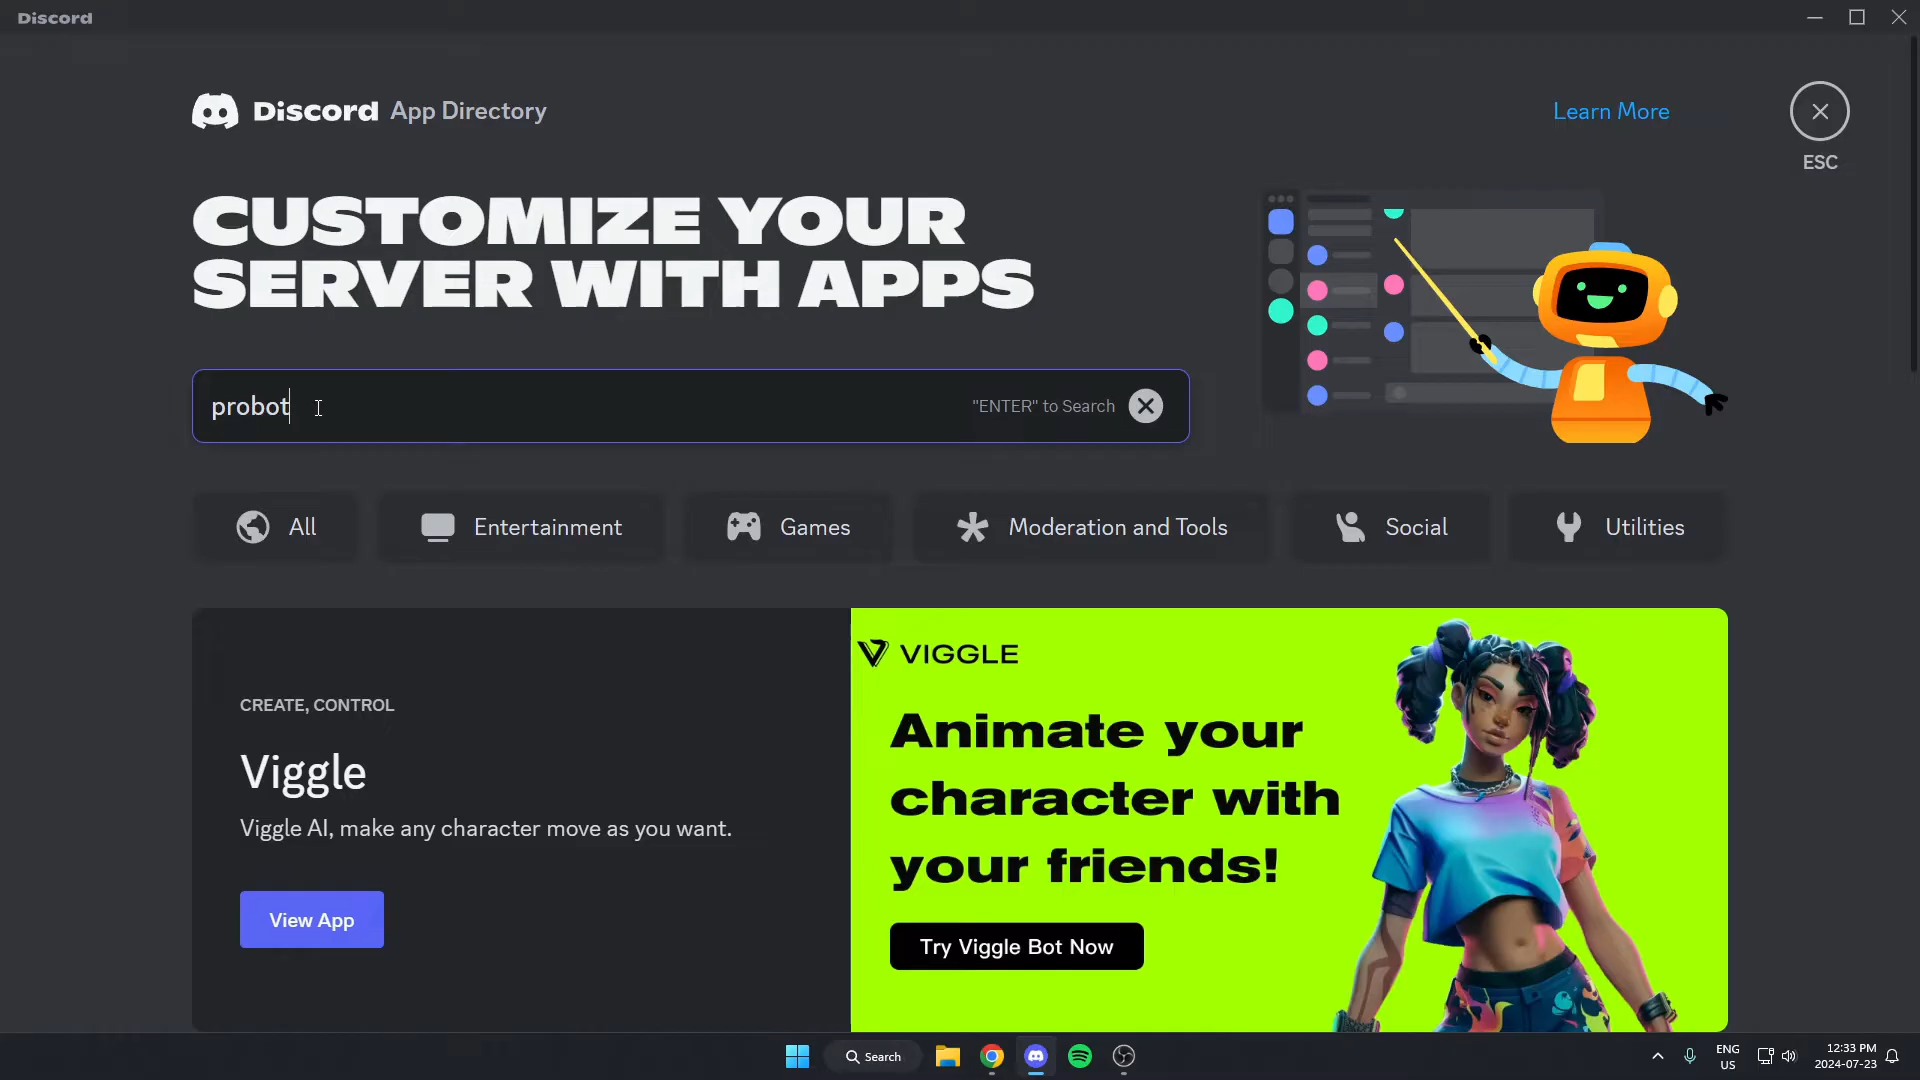 Discord
Discord App Directory
Learn More
ESC
CUSTOMIZE YOUR
SERVER WITH APPS
probot
"ENTER" to Search
All
Entertainment
Games
Moderation and Tools
Social
Utilities
CREATE, CONTROL
Viggle
Viggle AI, make any character move as you want.
View App
VIGGLE
Animate your
character with
your friends!
Try Viggle Bot Now
Search
ENG
US
12:33 PM
2024-07-23